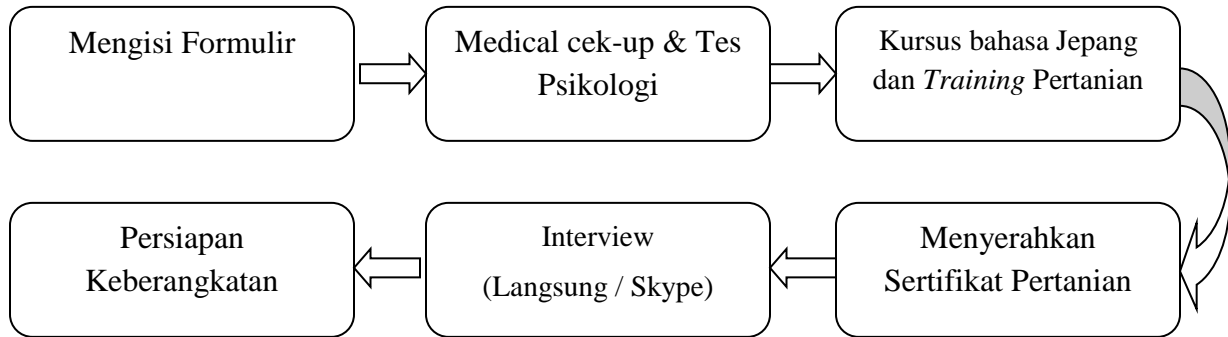 Mengisi Formulir
Medical cek-up & Tes
Psikologi
Kursus bahasa Jepang
dan Training Pertanian
Menyerahkan
Sertifikat Pertanian
Interview
(Langsung / Skype)
Persiapan
Keberangkatan